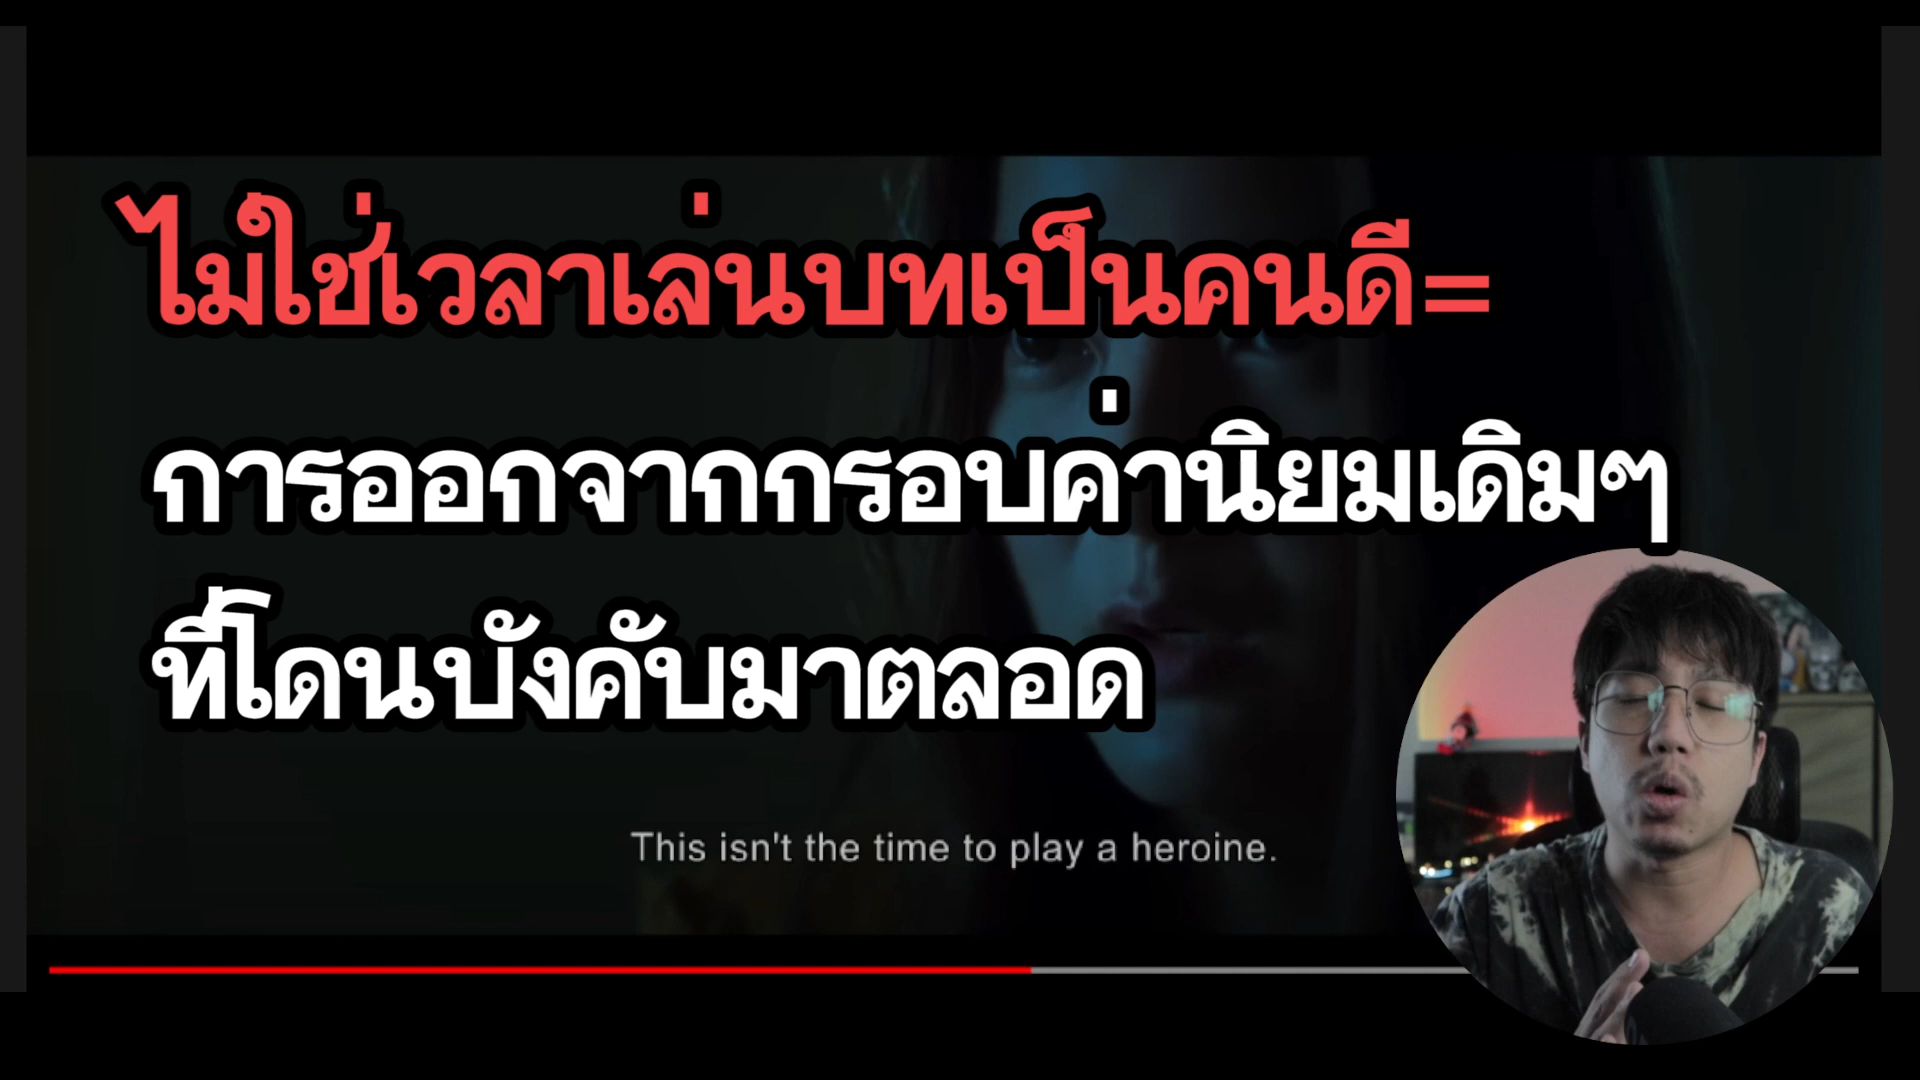 ไม่ใช่เวลาเล่นบทเป็นคนดี=
การออกจากกรอบค่านิยมเดิมๆ
ที่โดนบังคับมาตลอด
This isn't the time to play a heroine.